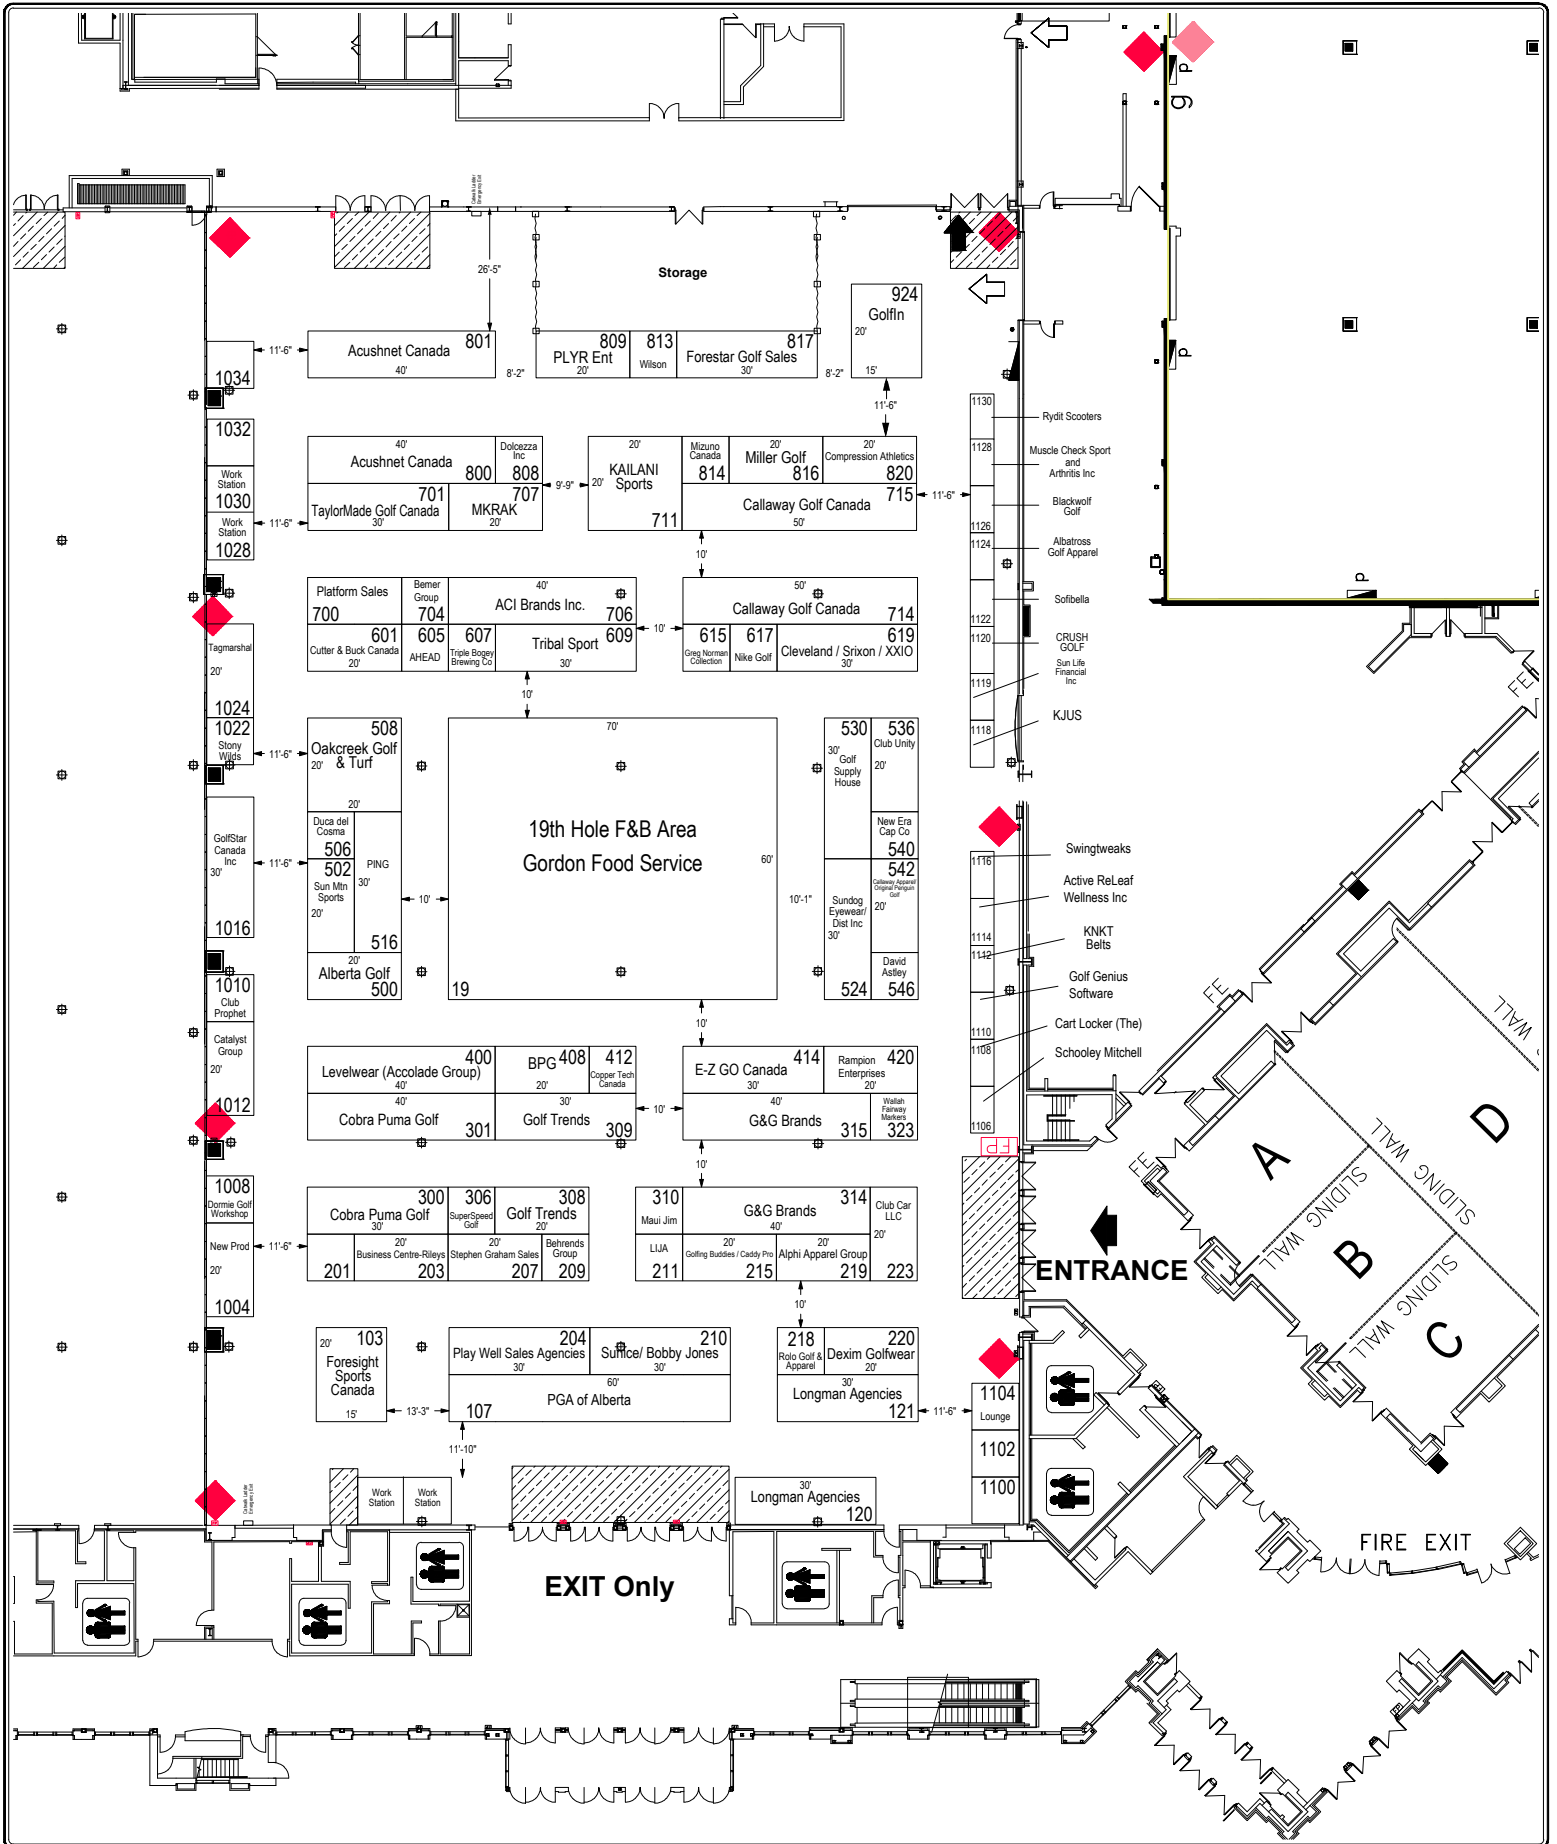 d
g
Catwalk Ladder
Emergency Exit
26'-5"
Storage
924
GolfIn
20'
15'
d
801
Acushnet Canada
40'
11'-6"
1034
8'-2"
809
PLYR Ent
20'
813
Wilson
817
Forestar Golf Sales
30'
8'-2"
11'-6"
1130
Rydit Scooters
1032
40'
Acushnet Canada
800
Dolcezza
Inc
808
20'
KAILANI
Sports
20'
711
Mizuno
Canada
814
20'
Miller Golf
816
20'
Compression Athletics
820
1128
Muscle Check Sport
and
Arthritis Inc
Work
Station
1030
9'-9"
701
TaylorMade Golf Canada
30'
707
MKRAK
20'
715
Callaway Golf Canada
50'
11'-6"
Blackwolf
Golf
1126
Work
Station
1028
11'-6"
10'
1124
Albatross
Golf Apparel
d
Platform Sales
700
Bemer
Group
704
40'
ACI Brands Inc.
706
50'
Callaway Golf Canada
714
Sofibella
1122
601
Cutter & Buck Canada
20'
605
AHEAD
607
Triple Bogey
Brewing Co
609
Tribal Sport
30'
10'
615
Greg Norman
Collection
617
Nike Golf
619
Cleveland / Srixon / XXIO
30'
1120
CRUSH
GOLF
Tagmarshal
20'
1024
Sun Life
Financial
Inc
1119
10'
KJUS
1118
1022
Stony
Wilds
11'-6"
508
Oakcreek Golf
& Turf
20'
20'
70'
530
30'
Golf
Supply
House
536
Club Unity
20'
FE
GolfStar
Canada
Inc
30'
1016
11'-6"
Duca del
Cosma
506
502
Sun Mtn
Sports
20'
PING
30'
516
10'
19th Hole F&B Area
Gordon Food Service
60'
19
10'-1"
New Era
Cap Co
540
542
Callaway Apparel/
Original Penguin
Golf
20'
Sundog
Eyewear/
Dist Inc
30'
524
David
Astley
546
20'
Alberta Golf
500
1116
Swingtweaks
Active ReLeaf
Wellness Inc
1114
1112
KNKT
Belts
Golf Genius
Software
1110
1108
Cart Locker (The)
Schooley Mitchell
1106
FP
FE
1010
Club
Prophet
Catalyst
Group
20'
1012
10'
400
Levelwear (Accolade Group)
40'
BPG
408
20'
412
Copper Tech
Canada
414
E-Z GO Canada
30'
420
Rampion
Enterprises
20'
40'
Cobra Puma Golf
301
30'
Golf Trends
309
10'
40'
G&G Brands
315
Wallah
Fairway
Markers
323
10'
WALL
D
SLIDING WALL
A
SLIDING WALL
B
SLIDING WALL
C
FE
1008
Dormie Golf
Workshop
New Prod
20'
1004
11'-6"
300
Cobra Puma Golf
30'
306
SuperSpeed
Golf
308
Golf Trends
20'
310
Maui Jim
314
G&G Brands
40'
Club Car
LLC
20'
223
201
20'
Business Centre-Rileys
203
20'
Stephen Graham Sales
207
Behrends
Group
209
LIJA
211
20'
Golfing Buddies / Caddy Pro
215
20'
Alphi Apparel Group
219
ENTRANCE
10'
20'
103
Foresight
Sports
Canada
15'
13'-3"
204
Play Well Sales Agencies
30'
210
Sunice/ Bobby Jones
30'
60'
PGA of Alberta
107
218
Rolo Golf &
Apparel
220
Dexim Golfwear
20'
30'
Longman Agencies
121
11'-6"
1104
Lounge
1102
1100
11'-10"
Catwalk Ladder
Emergency Exit
Work
Station
Work
Station
30'
Longman Agencies
120
FIRE EXIT
EXIT Only